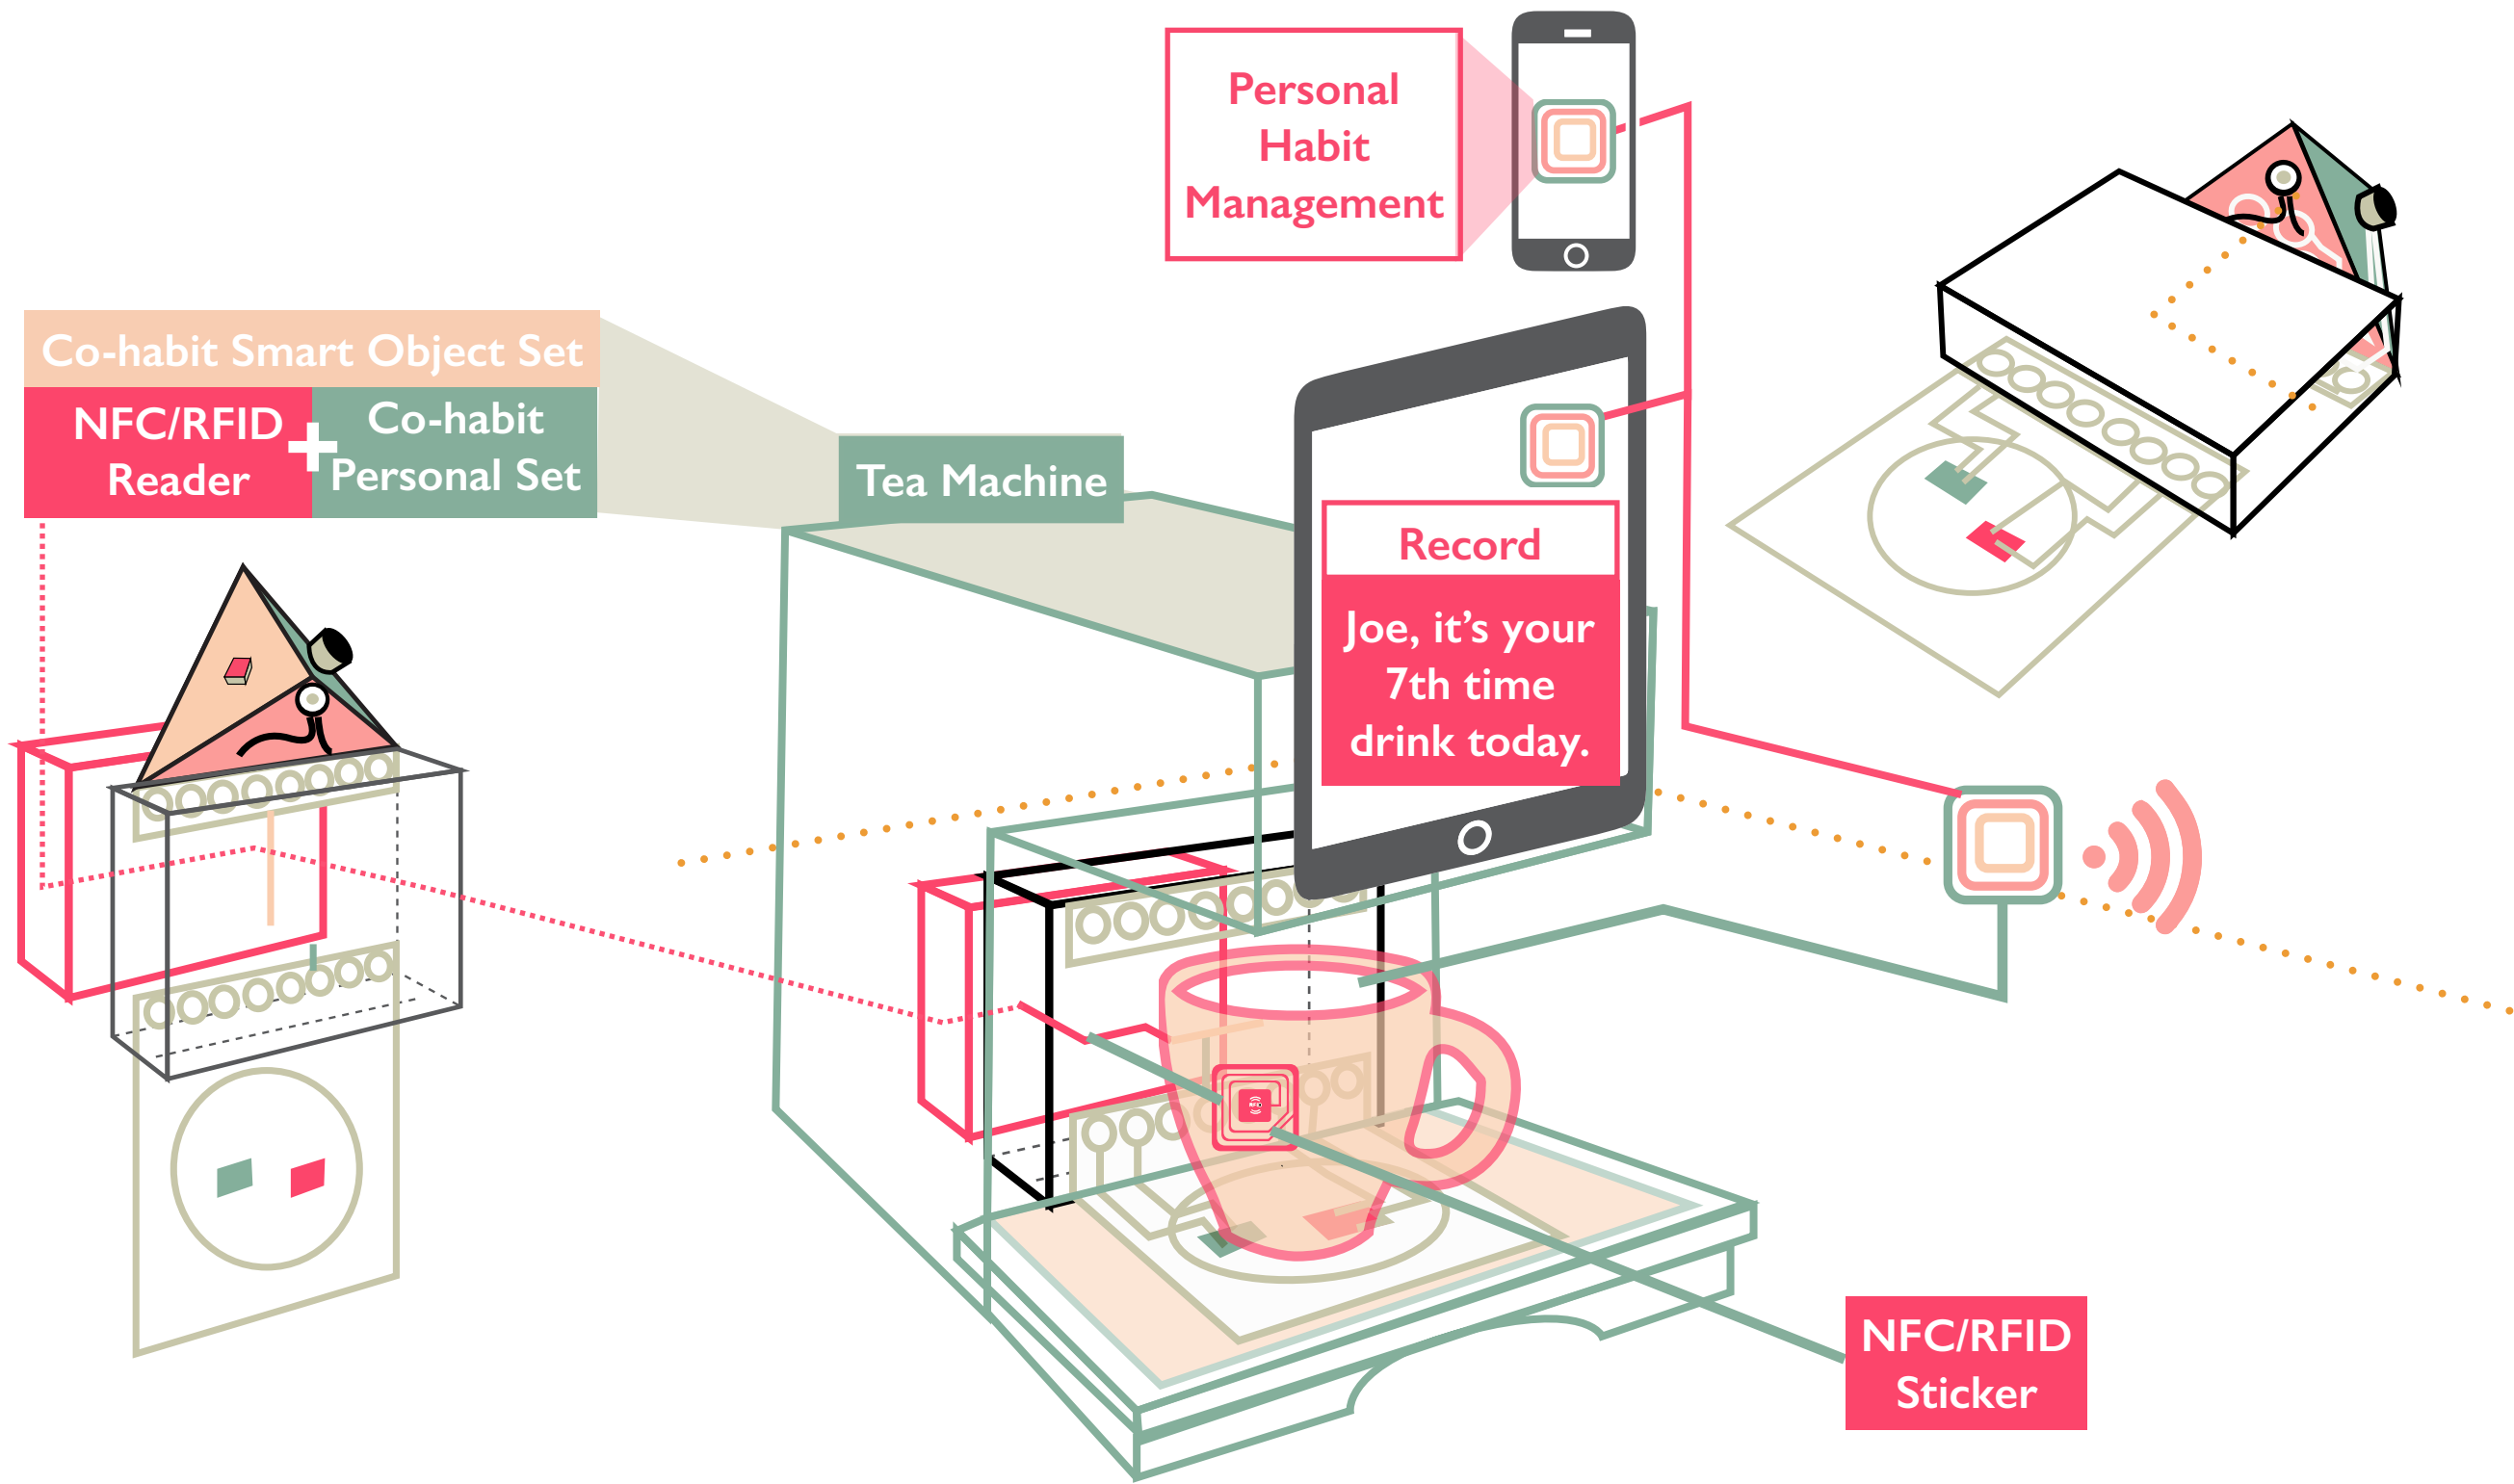 Personal
Habit
Management
Co-habit Smart Object Set
NFC/RFID
Reader
+
Co-habit
Personal Set
Tea Machine
Record
Joe, it’s your
7th time
drink today.
NFC/RFID
Sticker